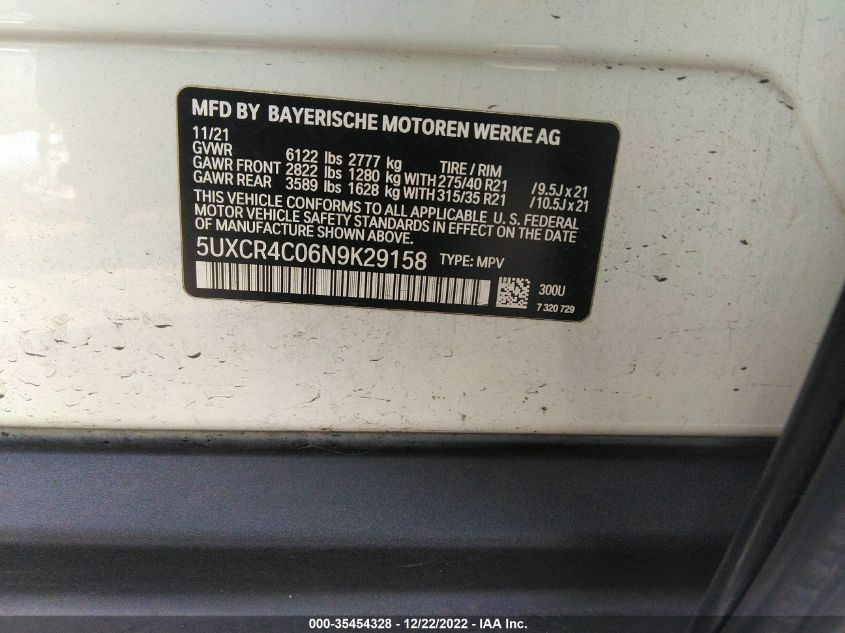 MFD BY BAYERISCHE MOTOREN WERKE AG
11/21
GVWR 6122 lbs 2777 kg TIRE / RIM
GAWR FRONT 2822 lbs 1280 kg WITH 275/40 R21 / 9.5J x 21
GAWR REAR 3589 lbs 1628 kg WITH 315/35 R21 / 10.5J x 21
THIS VEHICLE CONFORMS TO ALL APPLICABLE U. S. FEDERAL
MOTOR VEHICLE SAFETY STANDARDS IN EFFECT ON THE DATE
OF MANUFACTURE SHOWN ABOVE.
5UXCR4C06N9K29158 TYPE: MPV
300U
7 320 729
000-35454328 - 12/22/2022 - IAA Inc.